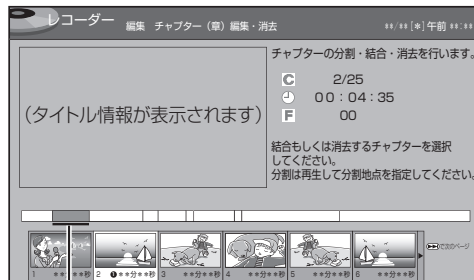 レコーダー 編集 チャプター（章）編集・消去 **/** [*] 午前 **:**
チャプターの分割・結合・消去を行います。
C 2/25
00：04：35
F 00
(タイトル情報が表示されます)
結合もしくは消去するチャプターを選択
してください。
分割は再生して分割地点を指定してください。
で次のページ
1 **分**秒 2 ❶**分**秒 3 **分**秒 4 **分**秒 5 **分**秒 6 **分**秒